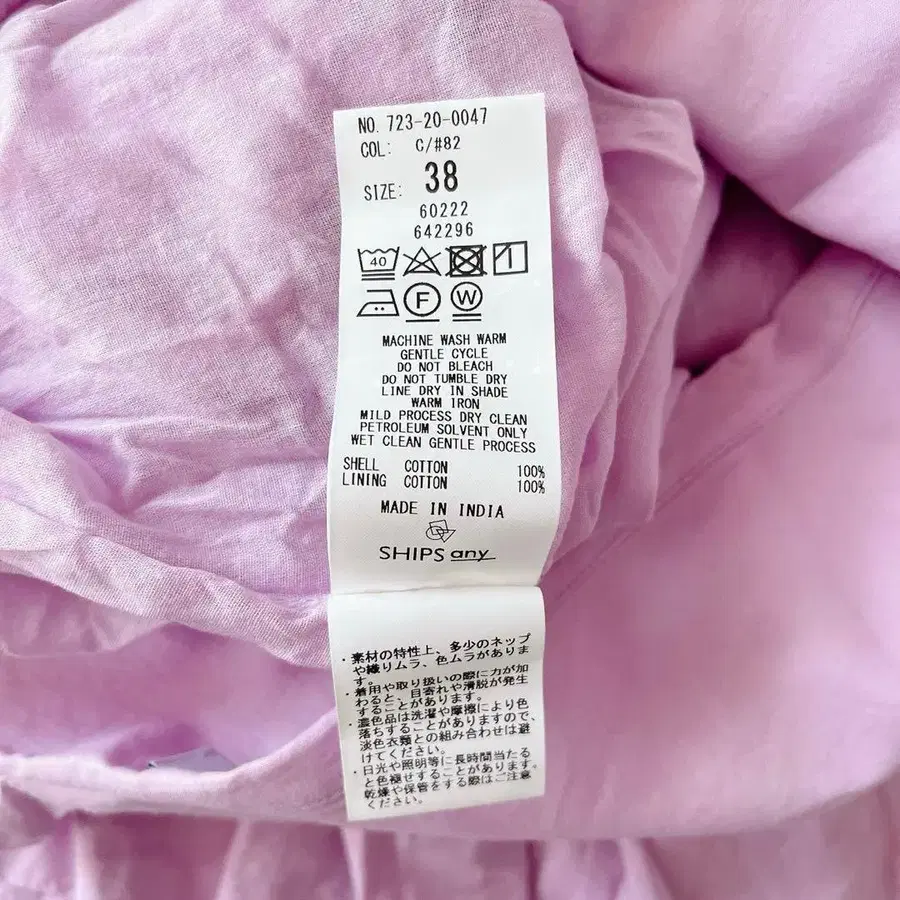 NO. 723-20-0047
COL: C/#82
SIZE: 38
60222
642296
40
F W
MACHINE WASH WARM
GENTLE CYCLE
DO NOT BLEACH
DO NOT TUMBLE DRY
LINE DRY IN SHADE
WARM IRON
MILD PROCESS DRY CLEAN
PETROLEUM SOLVENT ONLY
WET CLEAN GENTLE PROCESS
SHELL COTTON 100%
LINING COTTON 100%
MADE IN INDIA
SHIPS any
・素材の特性上、多少のネップ
や織りムラ、色ムラがありま
す。
・着用や取り扱いの際に力が加
わると、目寄れや滑脱が発生
することがあります。
・濃色品は洗濯や摩擦により色
落ちすることがありますので、
淡色衣類との組み合わせは避
けてください。
・日光や照明等に長時間当たる
と色褪せすることがあります。
乾燥や保管をする際はご注意
ください。